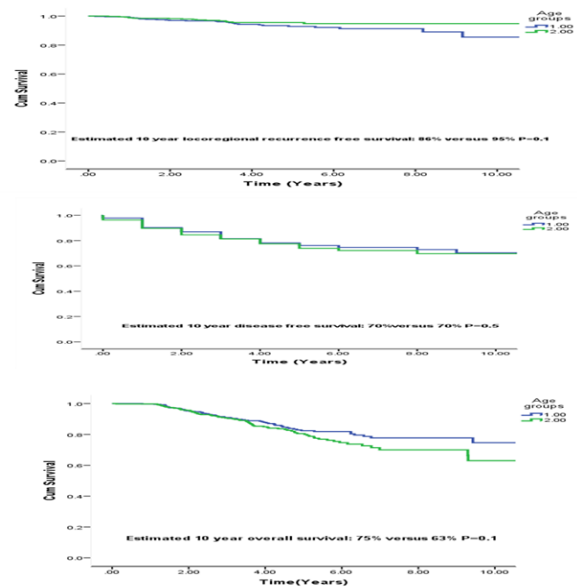 Age
groups
1.00
2.00
1.0
0.8
0.6
0.4
0.2
0.0
Cum Survival
Estimated 10 year locoregional recurrence free survival: 86% versus 95% P=0.1
.00 2.00 4.00 6.00 8.00 10.00
Time (Years)
Age
groups
1.00
2.00
1.0
0.8
0.6
0.4
0.2
0.0
Cum Survival
Estimated 10 year disease free survival: 70%versus 70% P=0.5
.00 2.00 4.00 6.00 8.00 10.00
Time (Years)
Age
groups
1.00
2.00
1.0
0.8
0.6
0.4
0.2
0.0
Cum Survival
Estimated 10 year overall survival: 75% versus 63% P=0.1
.00 2.00 4.00 6.00 8.00 10.00
Time(Years)